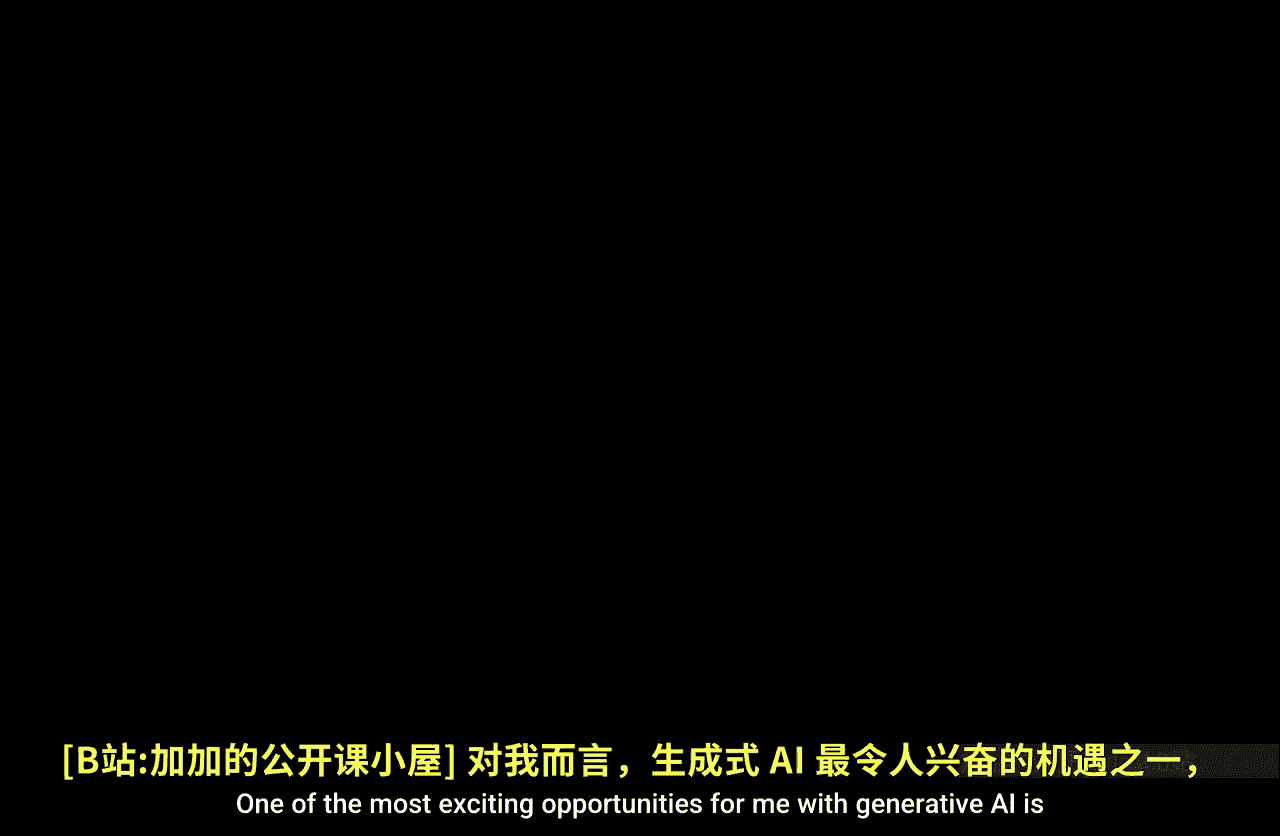 [B站:加加的公开课小屋] 对我而言，生成式 AI 最令人兴奋的机遇之一，
One of the most exciting opportunities for me with generative AI is